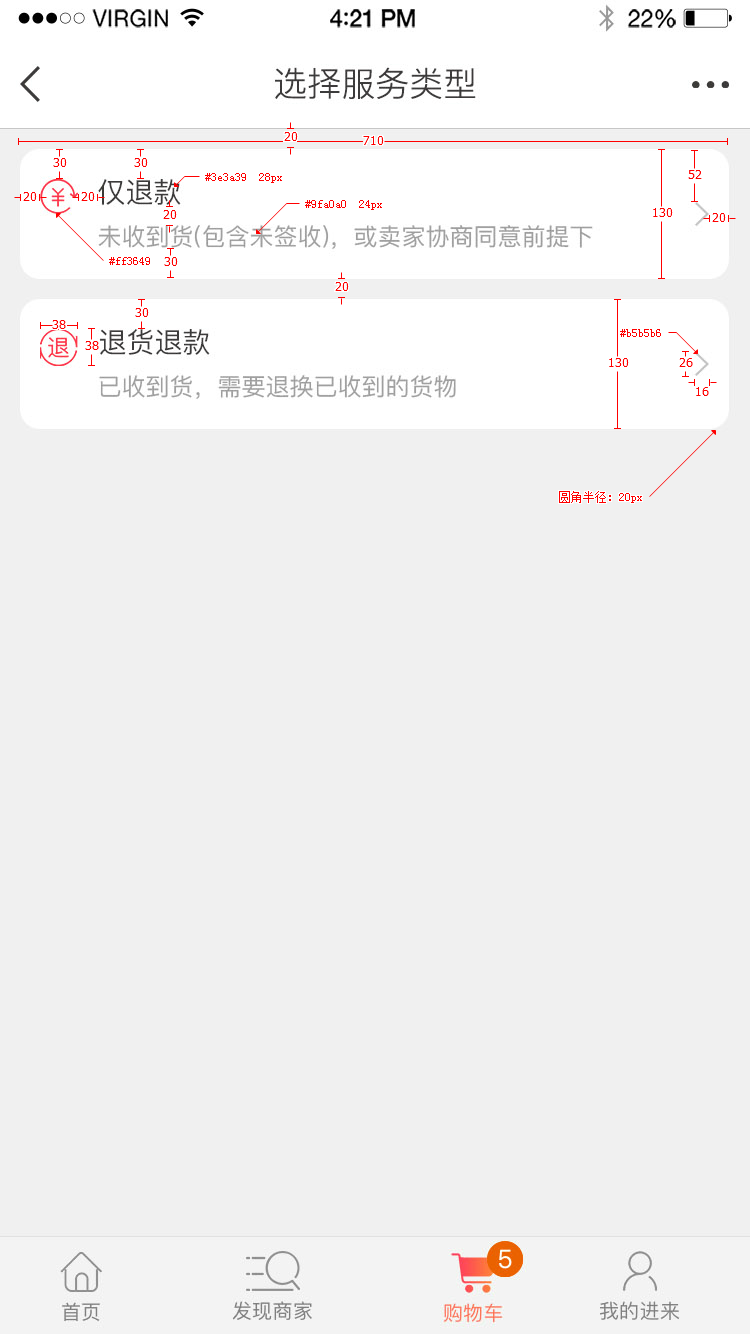 VIRGIN 4:21 PM 22%
选择服务类型
20 710
30 30 52
#3e3a39 28px
仅退款
20 20 #9fa0a0 24px
20 130 20
未收到货(包含未签收)，或卖家协商同意前提下
#ff3649 30
20
30
38 #b5b5b6
退 38 退货退款
130 26
已收到货，需要退换已收到的货物
16
圆角半径：20px
5
首页 发现商家 购物车 我的进来